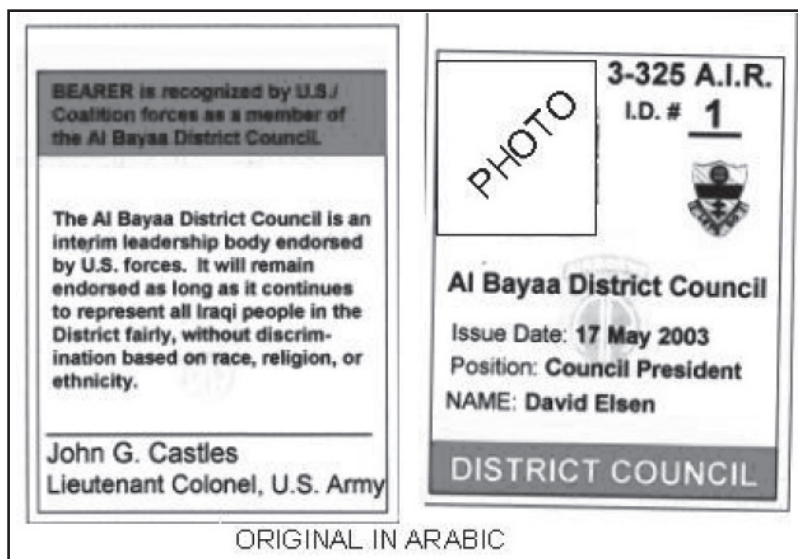 BEARER is recognized by U.S./
Coalition forces as a member of
the Al Bayaa District Council.
The Al Bayaa District Council is an
interim leadership body endorsed
by U.S. forces. It will remain
endorsed as long as it continues
to represent all Iraqi people in the
District fairly, without discrim-
ination based on race, religion, or
ethnicity.
John G. Castles
Lieutenant Colonel, U.S. Army
3-325 A.I.R.
I.D. # 1
PHOTO
Al Bayaa District Council
Issue Date: 17 May 2003
Position: Council President
NAME: David Elsen
DISTRICT COUNCIL
ORIGINAL IN ARABIC